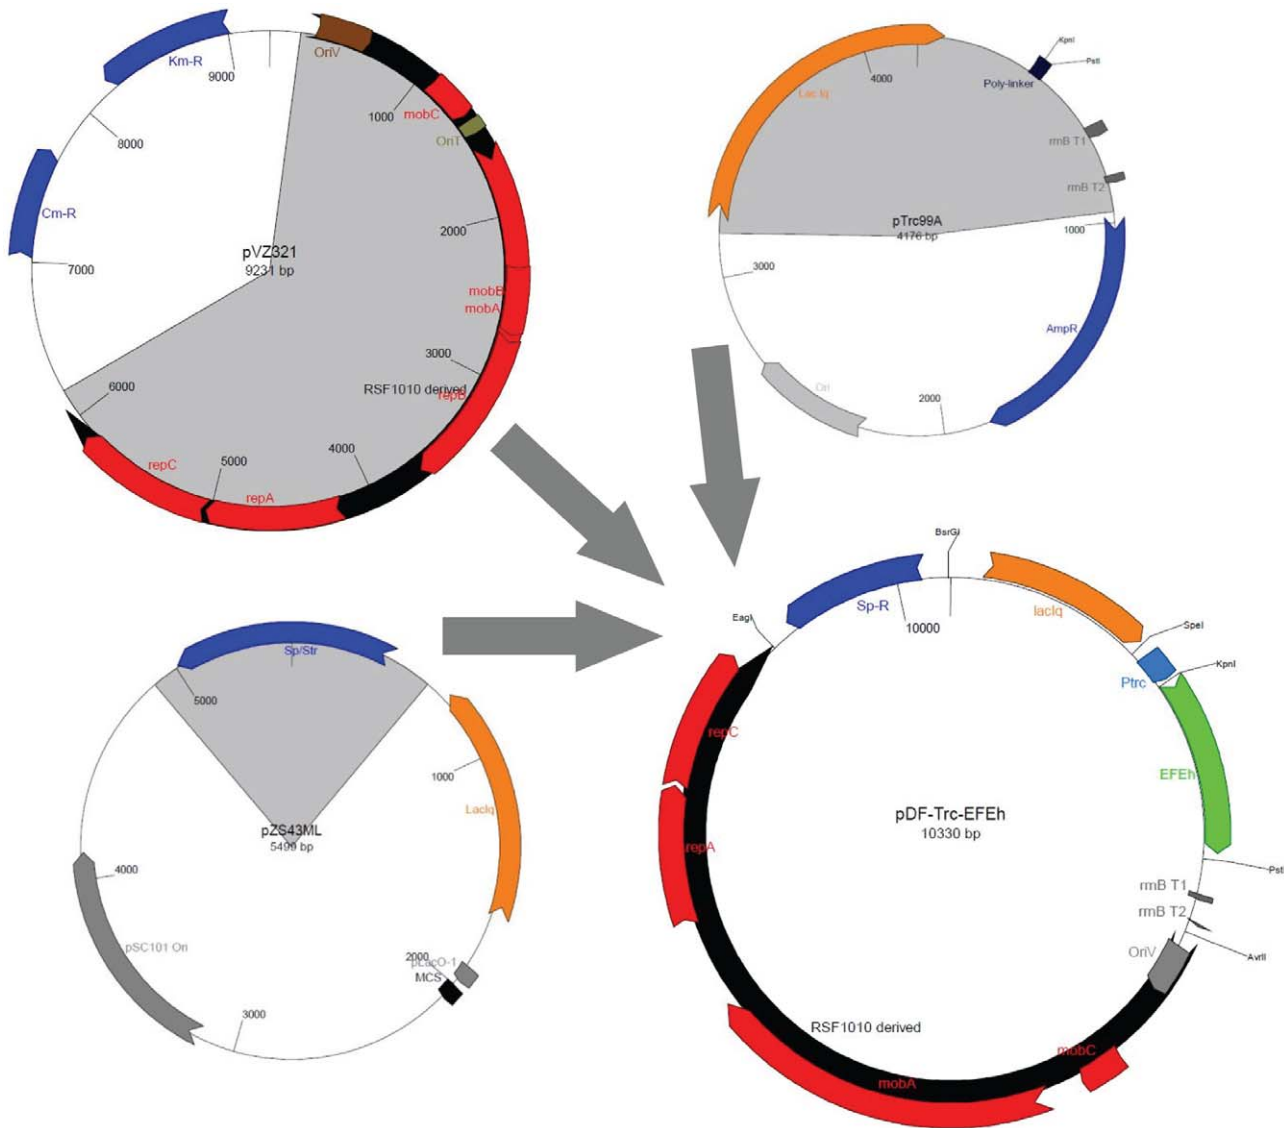 Km-R
9000
OriV
1000
mobC
OriT
8000
Cm-R
7000
pVZ321
9231 bp
2000
mobB
mobA
3000
RSF1010 derived
repB
6000
repC
5000
repA
4000
Lac Iq
4000
KpnI
PstI
Poly-linker
rrnB T1
rrnB T2
pTrc99A
4176 bp
1000
3000
AmpR
Ori
2000
Sp/Str
5000
1000
LacIq
pZS43ML
5499 bp
4000
pSC101 Ori
pLacO-1
2000
MCS
3000
BsrGI
Sp-R
lacIq
10000
EagI
SpeI
Ptrc
KpnI
repC
EFEh
pDF-Trc-EFEh
10330 bp
repA
PstI
rrnB T1
rrnB T2
OriV
AvrII
RSF1010 derived
mobC
mobA